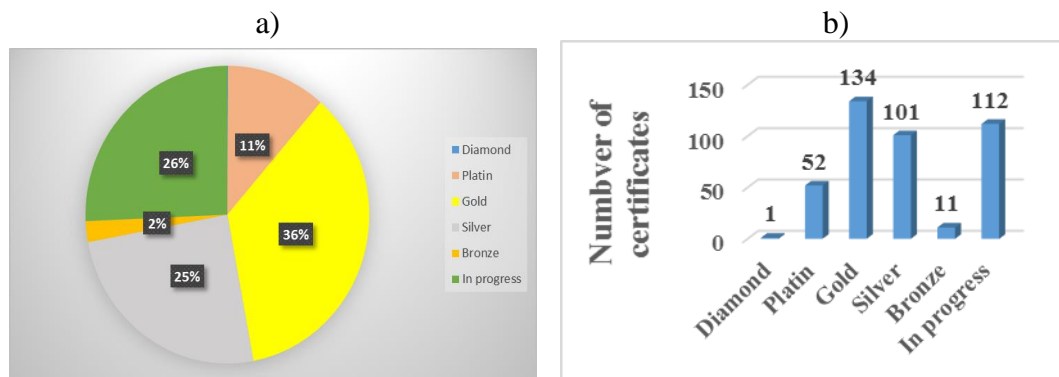 a)
11%
36%
25%
2%
26%
Diamond
Platin
Gold
Silver
Bronze
In progress
b)
Numbver of
certificates
150
100
50
0
1
52
134
101
11
112
Diamond
Platin
Gold
Silver
Bronze
In progress